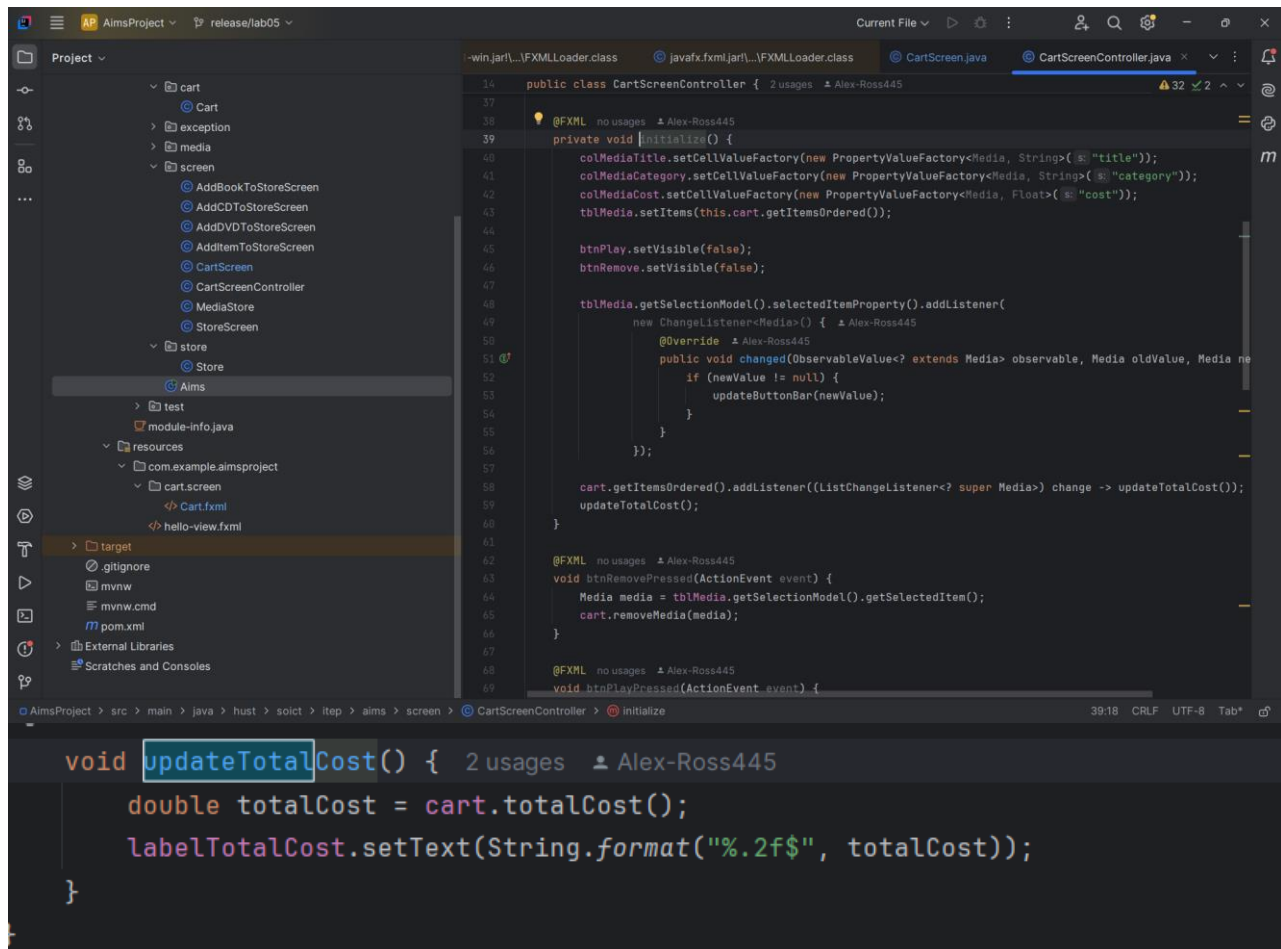 AP AimsProject release/lab05 Current File
Project
cart
Cart
exception
media
screen
AddBookToStoreScreen
AddCDToStoreScreen
AddDVDToStoreScreen
AddItemToStoreScreen
CartScreen
CartScreenController
MediaStore
StoreScreen
store
Store
Aims
test
module-info.java
resources
com.example.aimsproject
cart.screen
Cart.fxml
hello-view.fxml
target
.gitignore
mvnw
mvnw.cmd
pom.xml
External Libraries
Scratches and Consoles
-win.jar!\...\FXMLLoader.class javafx.fxml.jar!\...\FXMLLoader.class CartScreen.java CartScreenController.java
14 public class CartScreenController { 2 usages Alex-Ross445 32 2
37
38 @FXML no usages Alex-Ross445
39 private void initialize() {
40 colMediaTitle.setCellValueFactory(new PropertyValueFactory<Media, String>( s: "title"));
41 colMediaCategory.setCellValueFactory(new PropertyValueFactory<Media, String>( s: "category"));
42 colMediaCost.setCellValueFactory(new PropertyValueFactory<Media, Float>( s: "cost"));
43 tblMedia.setItems(this.cart.getItemsOrdered());
44
45 btnPlay.setVisible(false);
46 btnRemove.setVisible(false);
47
48 tblMedia.getSelectionModel().selectedItemProperty().addListener(
49 new ChangeListener<Media>() { Alex-Ross445
50 @Override Alex-Ross445
51 public void changed(ObservableValue<? extends Media> observable, Media oldValue, Media ne
52 if (newValue != null) {
53 updateButtonBar(newValue);
54 }
55 }
56 });
57
58 cart.getItemsOrdered().addListener((ListChangeListener<? super Media>) change -> updateTotalCost());
59 updateTotalCost();
60 }
61
62 @FXML no usages Alex-Ross445
63 void btnRemovePressed(ActionEvent event) {
64 Media media = tblMedia.getSelectionModel().getSelectedItem();
65 cart.removeMedia(media);
66 }
67
68 @FXML no usages Alex-Ross445
69 void btnPlayPressed(ActionEvent event) {
m
AimsProject > src > main > java > hust > soict > itep > aims > screen > CartScreenController > initialize 39:18 CRLF UTF-8 Tab*
void updateTotalCost() { 2 usages Alex-Ross445
double totalCost = cart.totalCost();
labelTotalCost.setText(String.format("%.2f$", totalCost));
}